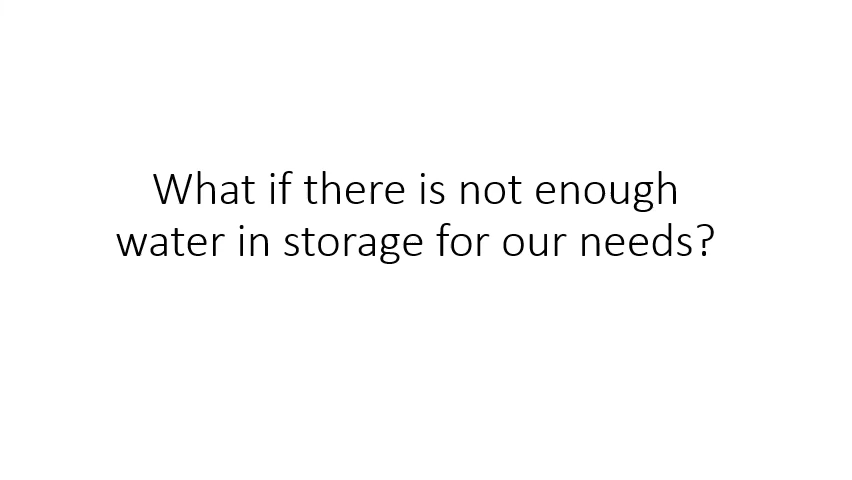 What if there is not enough
water in storage for our needs?